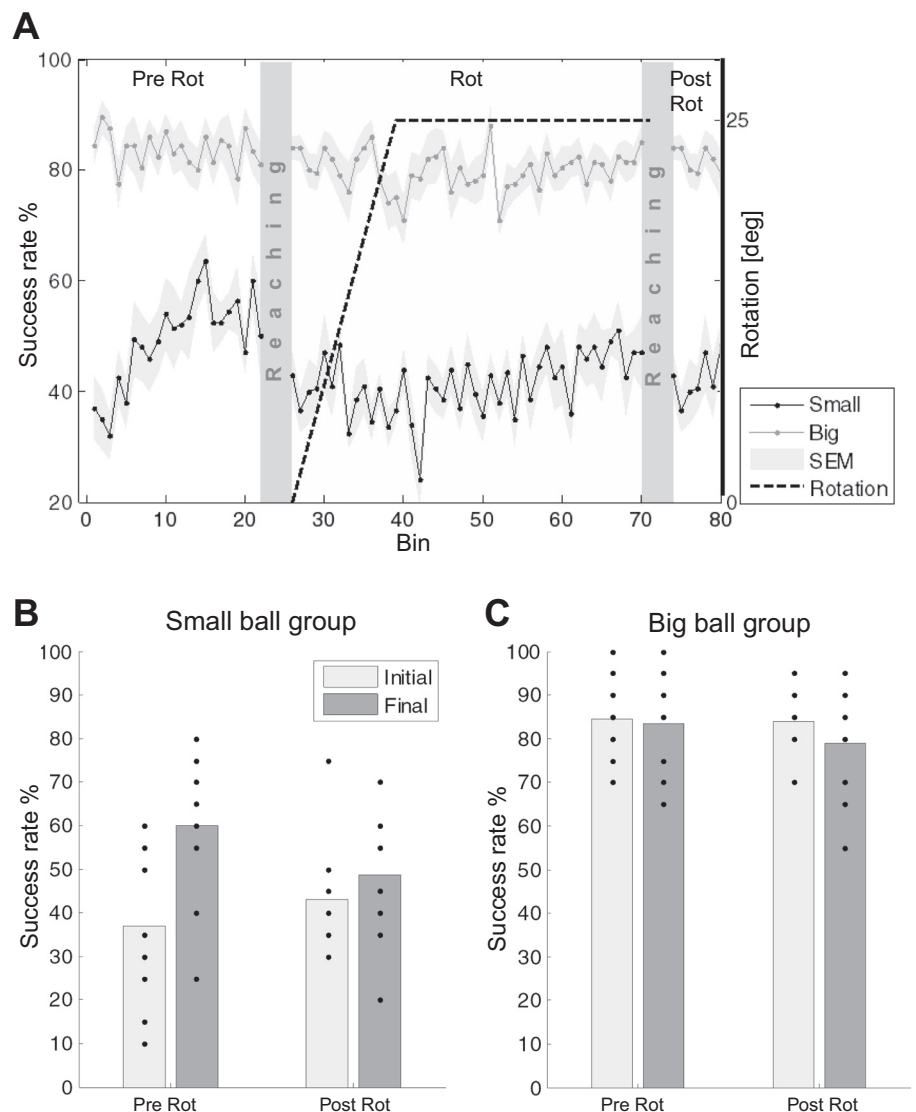 A
Pre Rot
Rot
Post
Rot
100
80
60
40
20
Success rate %
Reaching
Reaching
25
0
Rotation [deg]
0
10
20
30
40
50
60
70
80
Bin
Small
Big
SEM
Rotation
B
Small ball group
100
90
80
70
60
50
40
30
20
10
0
Success rate %
Initial
Final
Pre Rot
Post Rot
C
Big ball group
100
90
80
70
60
50
40
30
20
10
0
Success rate %
Pre Rot
Post Rot